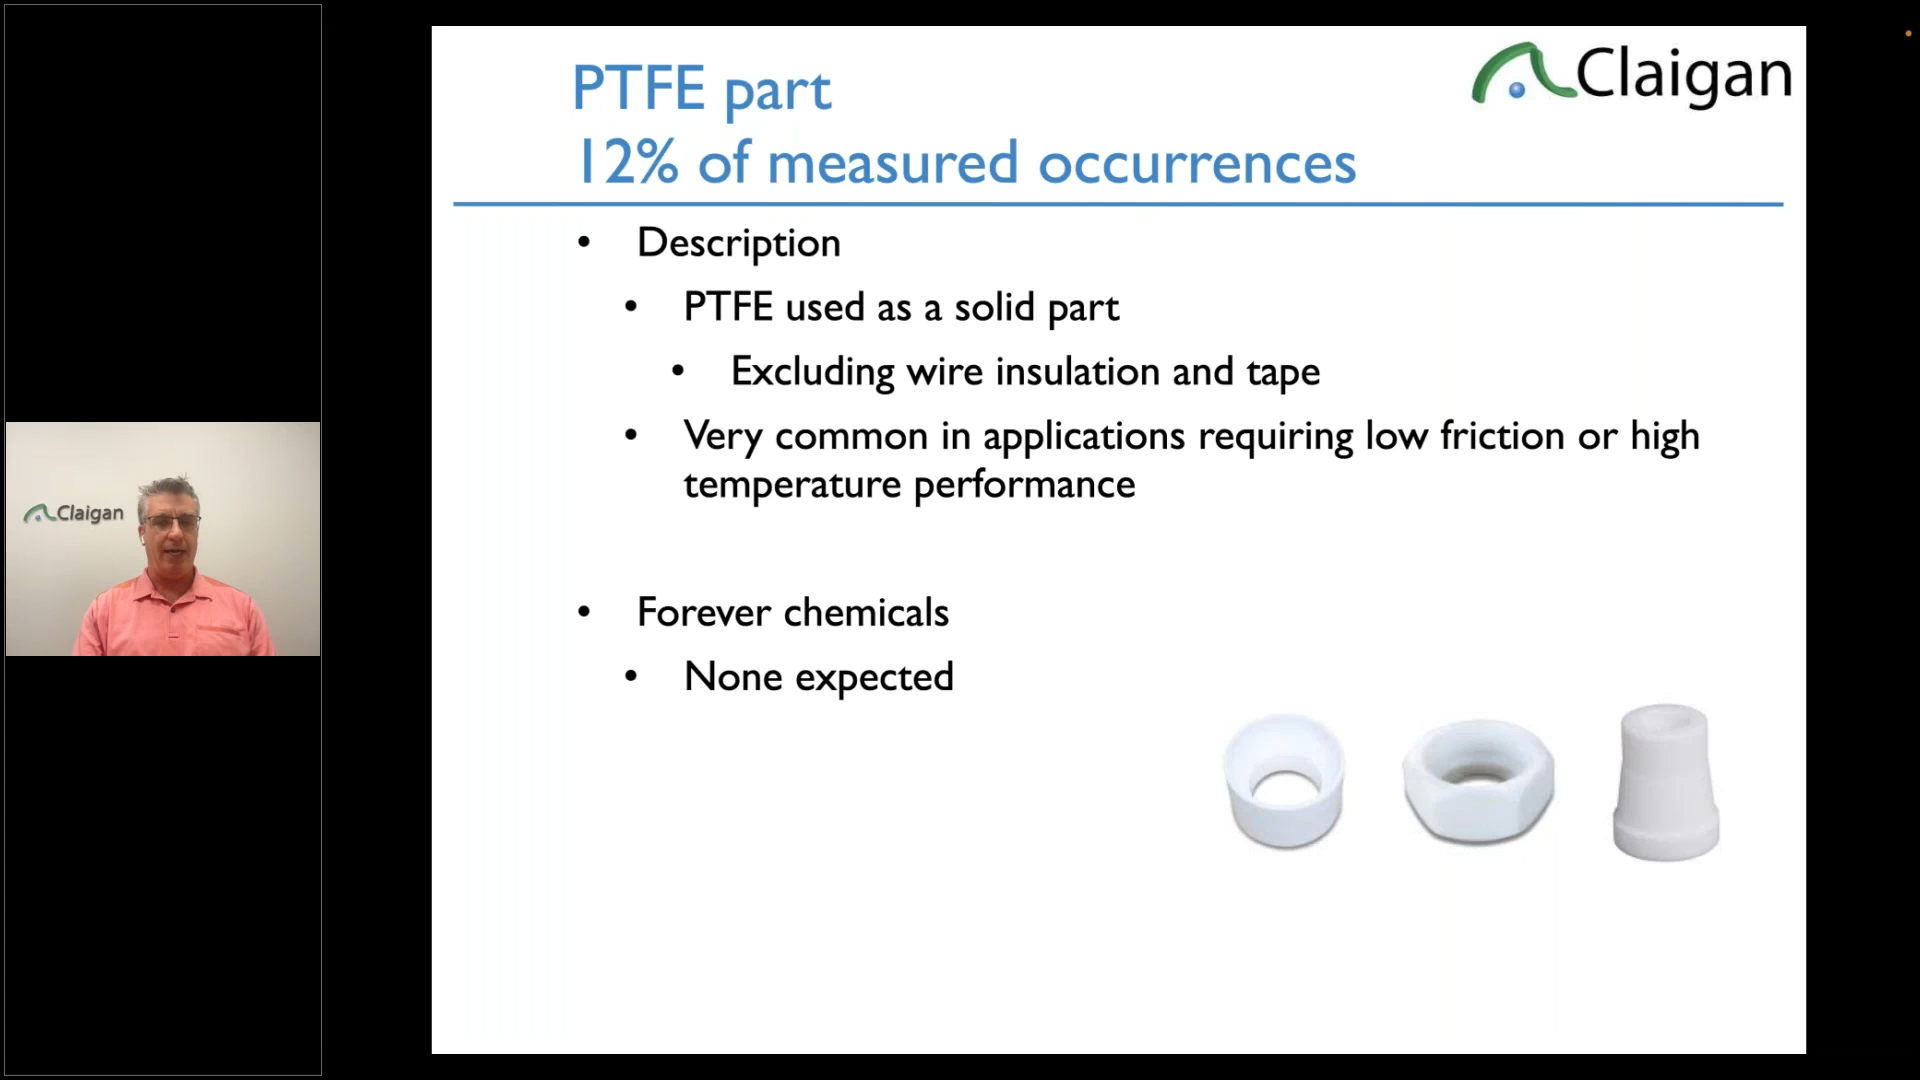 Claigan
PTFE part
12% of measured occurrences
• Description
• PTFE used as a solid part
• Excluding wire insulation and tape
• Very common in applications requiring low friction or high
temperature performance
• Forever chemicals
• None expected
Claigan